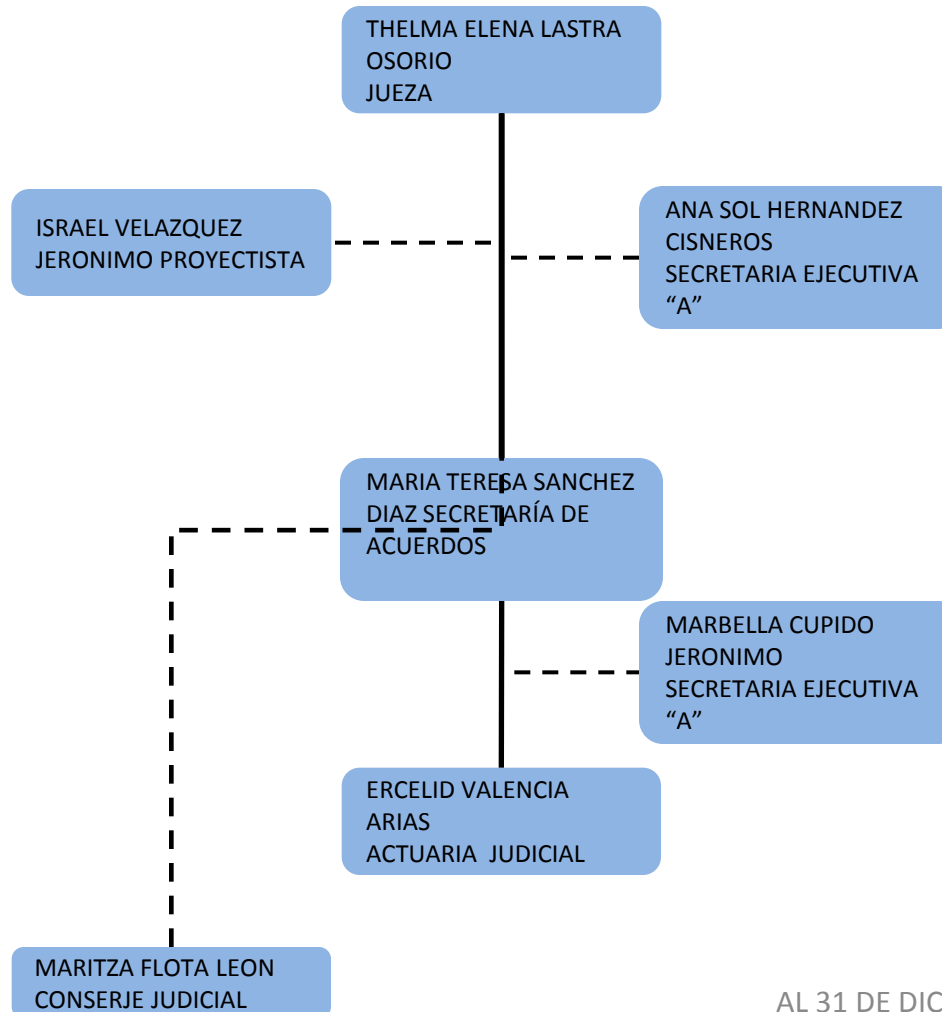 THELMA ELENA LASTRA
OSORIO
JUEZA
ISRAEL VELAZQUEZ
JERONIMO PROYECTISTA
ANA SOL HERNANDEZ
CISNEROS
SECRETARIA EJECUTIVA
“A”
MARIA TERESA SANCHEZ
DIAZ SECRETARÍA DE
ACUERDOS
MARBELLA CUPIDO
JERONIMO
SECRETARIA EJECUTIVA
“A”
ERCELID VALENCIA
ARIAS
ACTUARIA  JUDICIAL
MARITZA FLOTA LEON
CONSERJE JUDICIAL
AL 31 DE DIC